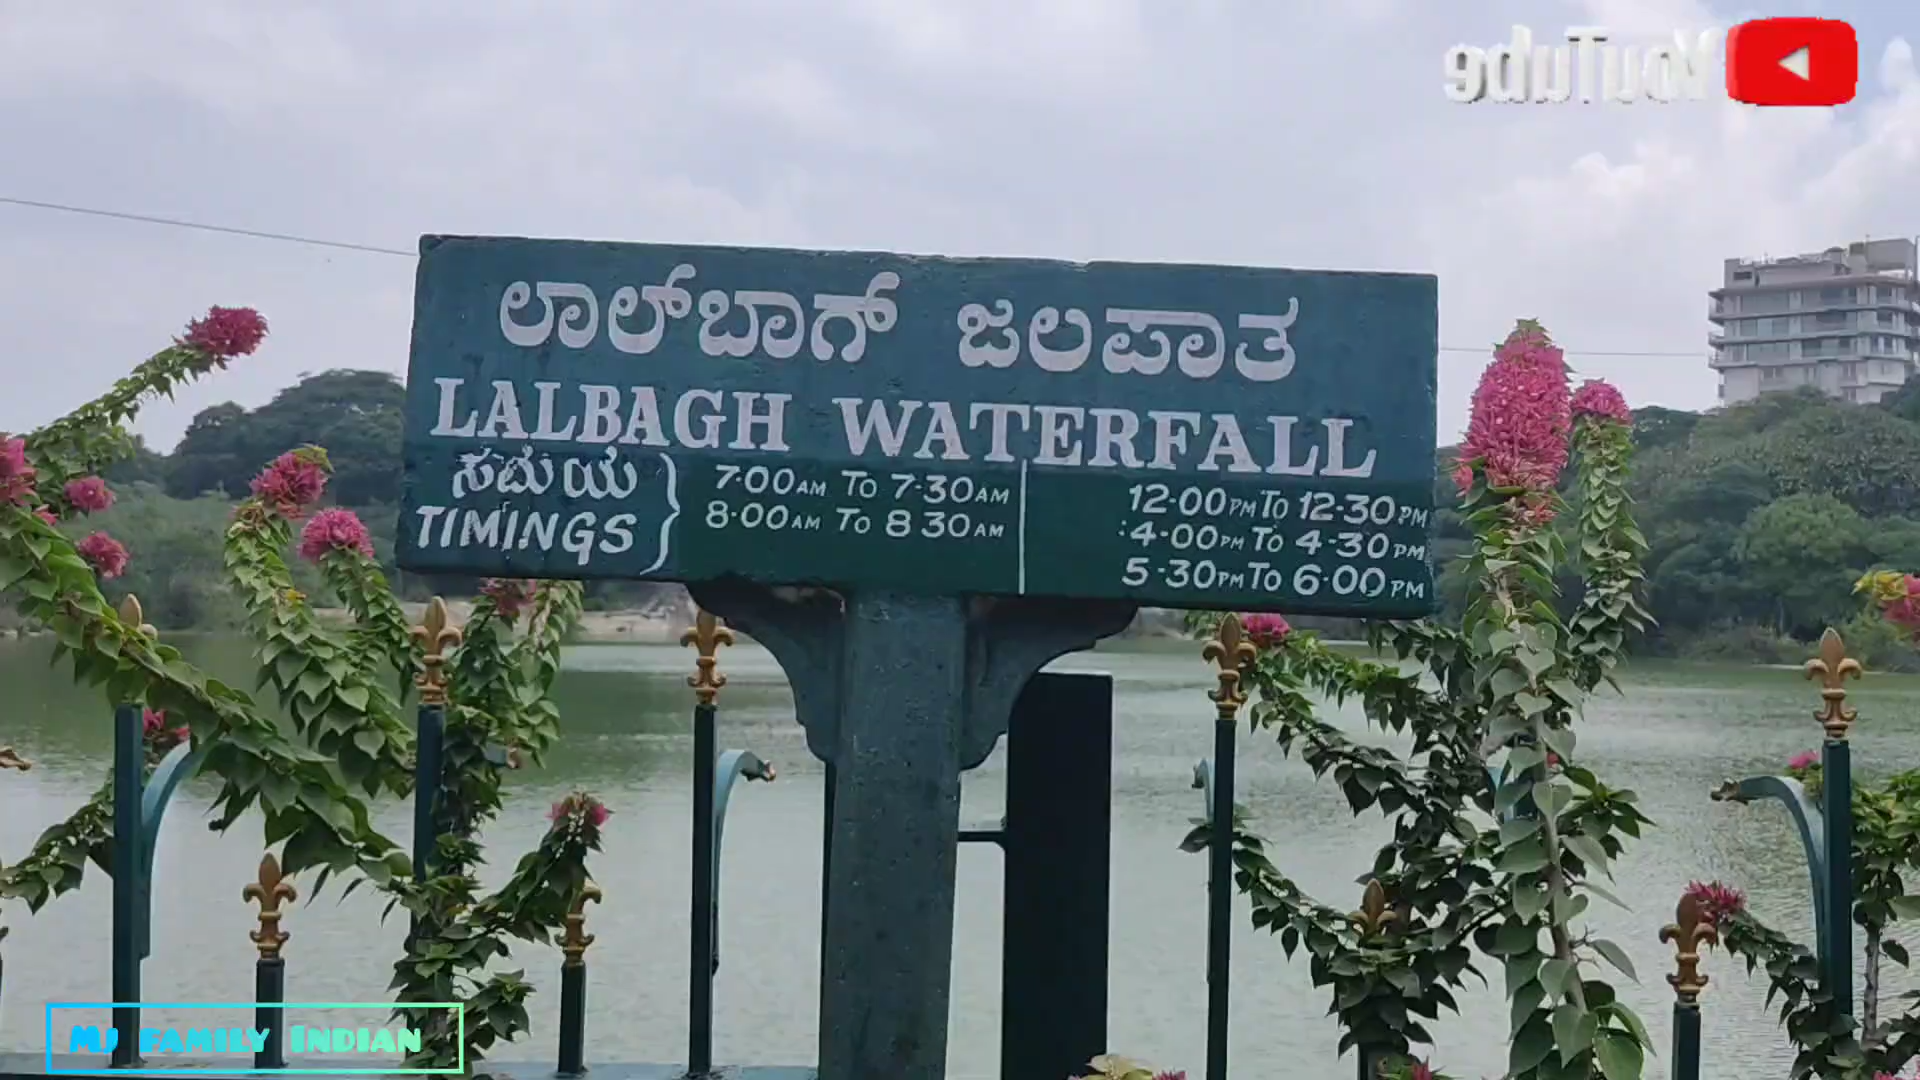 YouTube
ಲಾಲ್‌ಬಾಗ್ ಜಲಪಾತ
LALBAGH WATERFALL
ಸಮಯ
TIMINGS
7·00AM TO 7-30AM
8·00AM TO 8 30AM
12-00PM TO 12-30PM
:4-00PM TO 4-30PM
5-30PM TO 6·00PM
MJ FAMILY INDIAN